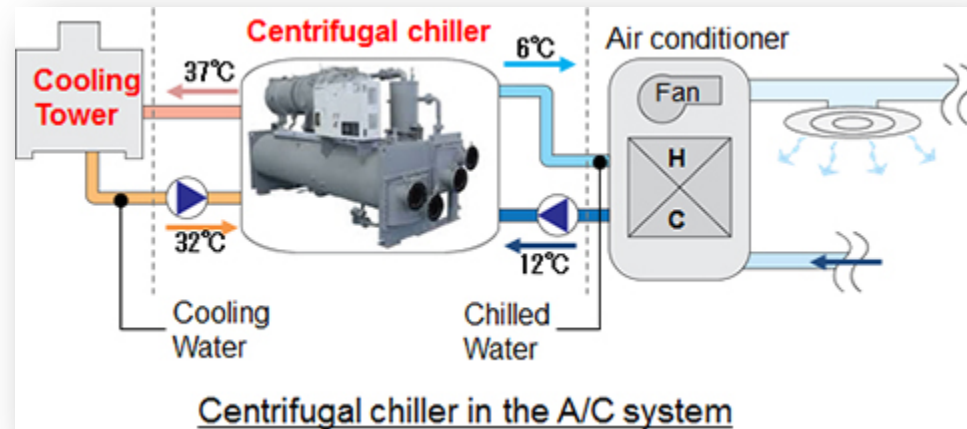 Centrifugal chiller
Air conditioner
Cooling
Tower
37℃
6℃
Fan
H
C
32℃
12℃
Cooling
Water
Chilled
Water
Centrifugal chiller in the A/C system